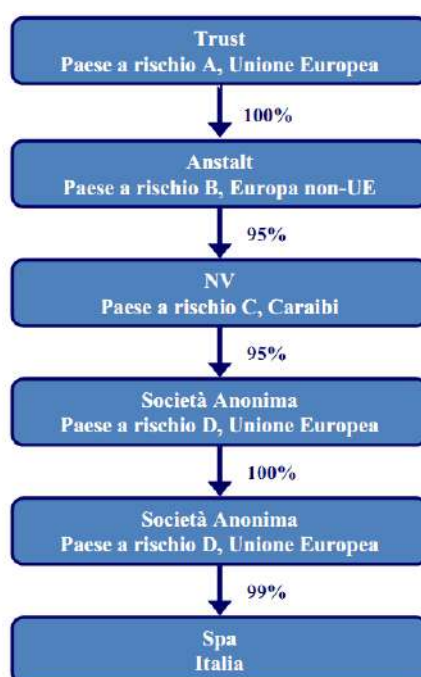 Trust
Paese a rischio A, Unione Europea
100%
Anstalt
Paese a rischio B, Europa non-UE
95%
NV
Paese a rischio C, Caraibi
95%
Società Anonima
Paese a rischio D, Unione Europea
100%
Società Anonima
Paese a rischio D, Unione Europea
99%
Spa
Italia